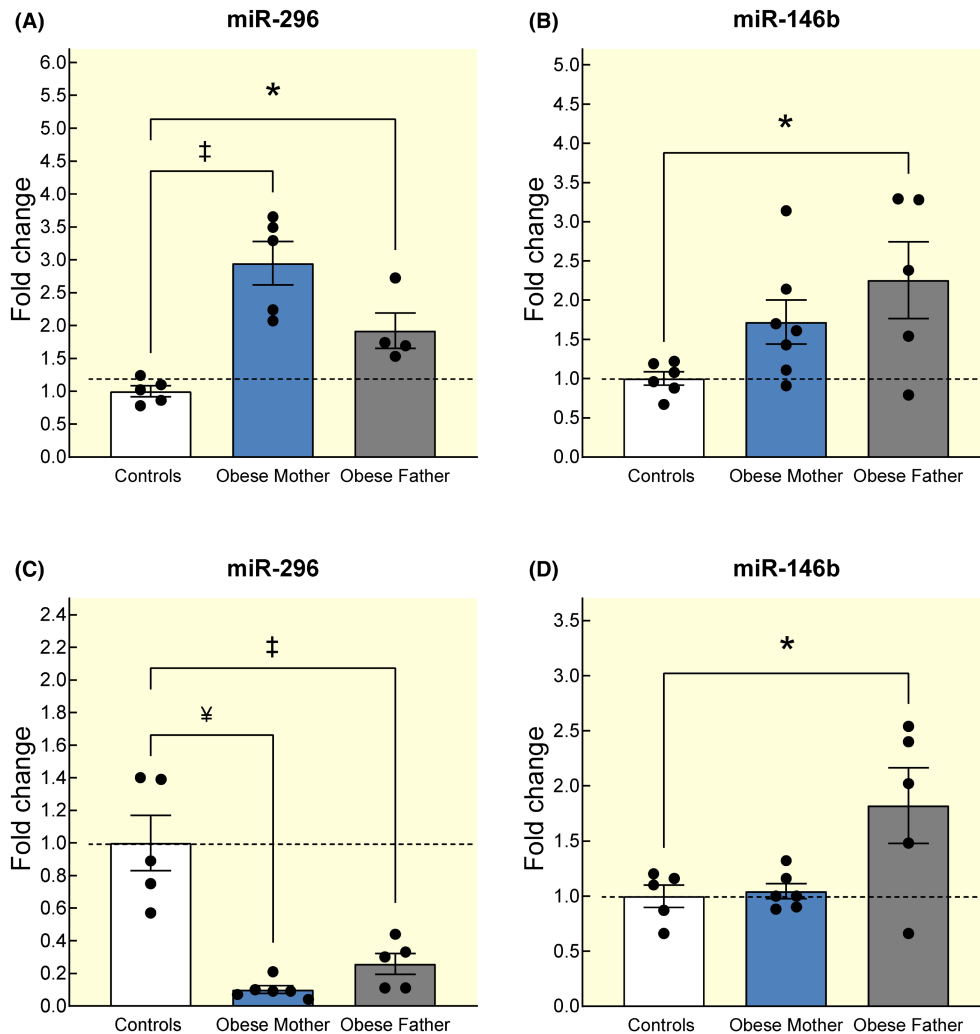 (A)
miR-296
Fold change
6.0
5.5
5.0
4.5
4.0
3.5
3.0
2.5
2.0
1.5
1.0
0.5
0.0
*
‡
Controls
Obese Mother
Obese Father
(B)
miR-146b
Fold change
5.0
4.5
4.0
3.5
3.0
2.5
2.0
1.5
1.0
0.5
0.0
*
Controls
Obese Mother
Obese Father
(C)
miR-296
Fold change
2.4
2.2
2.0
1.8
1.6
1.4
1.2
1.0
0.8
0.6
0.4
0.2
0.0
‡
¥
Controls
Obese Mother
Obese Father
(D)
miR-146b
Fold change
3.5
3.0
2.5
2.0
1.5
1.0
0.5
0.0
*
Controls
Obese Mother
Obese Father